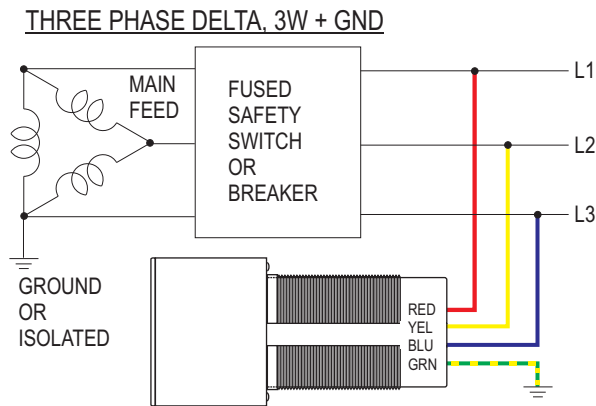 THREE PHASE DELTA, 3W + GND
MAIN
FEED
FUSED
SAFETY
SWITCH
OR
BREAKER
L1
L2
L3
GROUND
OR
ISOLATED
RED
YEL
BLU
GRN